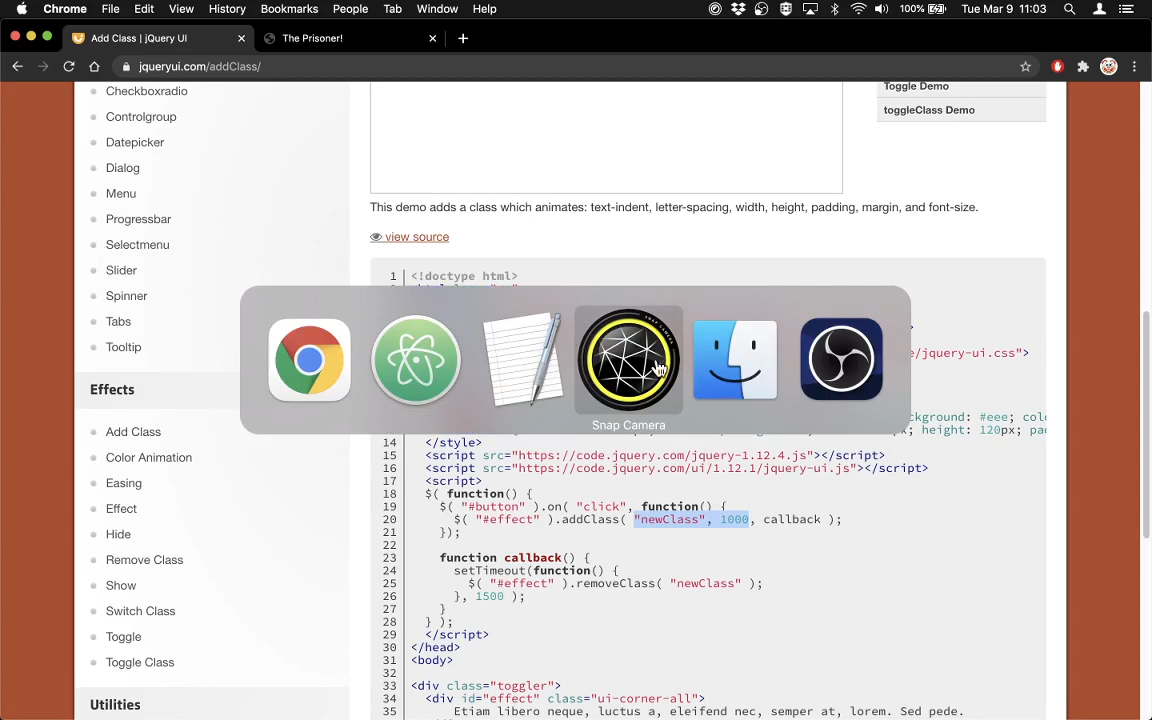 Chrome File Edit View History Bookmarks People Tab Window Help 100% Tue Mar 9 11:03
Add Class | jQuery UI The Prisoner!
jqueryui.com/addClass/
Checkboxradio
Controlgroup
Datepicker
Dialog
Menu
Progressbar
Selectmenu
Slider
Spinner
Tabs
Tooltip
Effects
Add Class
Color Animation
Easing
Effect
Hide
Remove Class
Show
Switch Class
Toggle
Toggle Class
Utilities
Toggle Demo
toggleClass Demo
This demo adds a class which animates: text-indent, letter-spacing, width, height, padding, margin, and font-size.
view source
1 <!doctype html>
/jquery-ui.css">
#eee;
height: 120px;
Snap Camera
14 </style>
15 <script src="https://code.jquery.com/jquery-1.12.4.js"></script>
16 <script src="https://code.jquery.com/ui/1.12.1/jquery-ui.js"></script>
17 <script>
18 $( function() {
19 $( "#button" ).on( "click", function() {
20 $( "#effect" ).addClass( "newClass", 1000, callback );
21 });
22
23 function callback() {
24 setTimeout(function() {
25 $( "#effect" ).removeClass( "newClass" );
26 }, 1500 );
27 }
28 } );
29 </script>
30 </head>
31 <body>
32
33 <div class="toggler">
34 <div id="effect" class="ui-corner-all">
35 Etiam libero neque, luctus a, eleifend nec, semper at, lorem. Sed pede.